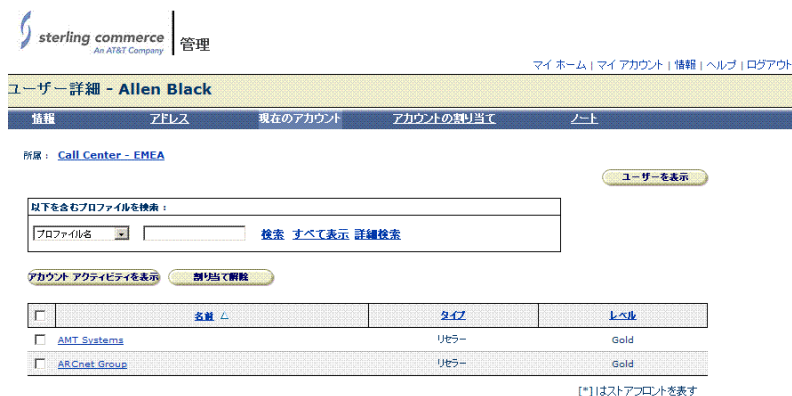 sterling commerce
An AT&T Company
管理
マイ ホーム | マイ アカウント | 情報 | ヘルプ | ログアウト
ユーザー詳細 - Allen Black
情報 アドレス 現在のアカウント アカウントの割り当て ノート
所属 : Call Center - EMEA
ユーザーを表示
以下を含むプロファイルを検索 :
プロファイル名 検索 すべて表示 詳細検索
アカウント アクティビティを表示 割り当て解除
名前 △ タイプ レベル
AMT Systems リセラー Gold
ARCnet Group リセラー Gold
[*]はストアフロントを表す